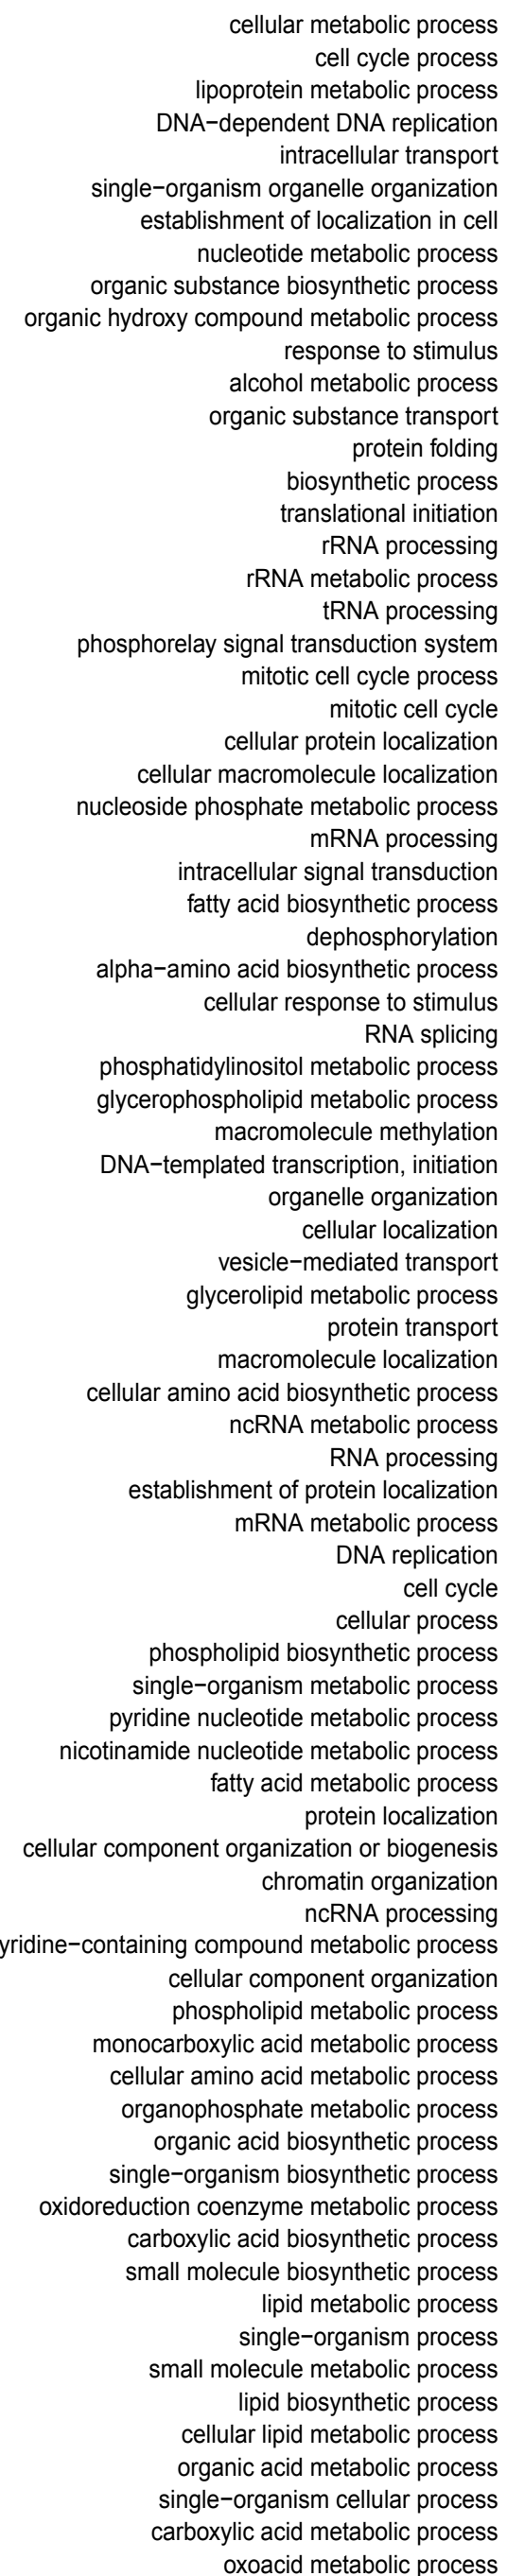 cellular metabolic process
cell cycle process
lipoprotein metabolic process
DNA−dependent DNA replication
intracellular transport
single−organism organelle organization
establishment of localization in cell
nucleotide metabolic process
organic substance biosynthetic process
organic hydroxy compound metabolic process
response to stimulus
alcohol metabolic process
organic substance transport
protein folding
biosynthetic process
translational initiation
rRNA processing
rRNA metabolic process
tRNA processing
phosphorelay signal transduction system
mitotic cell cycle process
mitotic cell cycle
cellular protein localization
cellular macromolecule localization
nucleoside phosphate metabolic process
mRNA processing
intracellular signal transduction
fatty acid biosynthetic process
dephosphorylation
alpha−amino acid biosynthetic process
cellular response to stimulus
RNA splicing
phosphatidylinositol metabolic process
glycerophospholipid metabolic process
macromolecule methylation
DNA−templated transcription, initiation
organelle organization
cellular localization
vesicle−mediated transport
glycerolipid metabolic process
protein transport
macromolecule localization
cellular amino acid biosynthetic process
ncRNA metabolic process
RNA processing
establishment of protein localization
mRNA metabolic process
DNA replication
cell cycle
cellular process
phospholipid biosynthetic process
single−organism metabolic process
pyridine nucleotide metabolic process
nicotinamide nucleotide metabolic process
fatty acid metabolic process
protein localization
cellular component organization or biogenesis
chromatin organization
ncRNA processing
yridine−containing compound metabolic process
cellular component organization
phospholipid metabolic process
monocarboxylic acid metabolic process
cellular amino acid metabolic process
organophosphate metabolic process
organic acid biosynthetic process
single−organism biosynthetic process
oxidoreduction coenzyme metabolic process
carboxylic acid biosynthetic process
small molecule biosynthetic process
lipid metabolic process
single−organism process
small molecule metabolic process
lipid biosynthetic process
cellular lipid metabolic process
organic acid metabolic process
single−organism cellular process
carboxylic acid metabolic process
oxoacid metabolic process